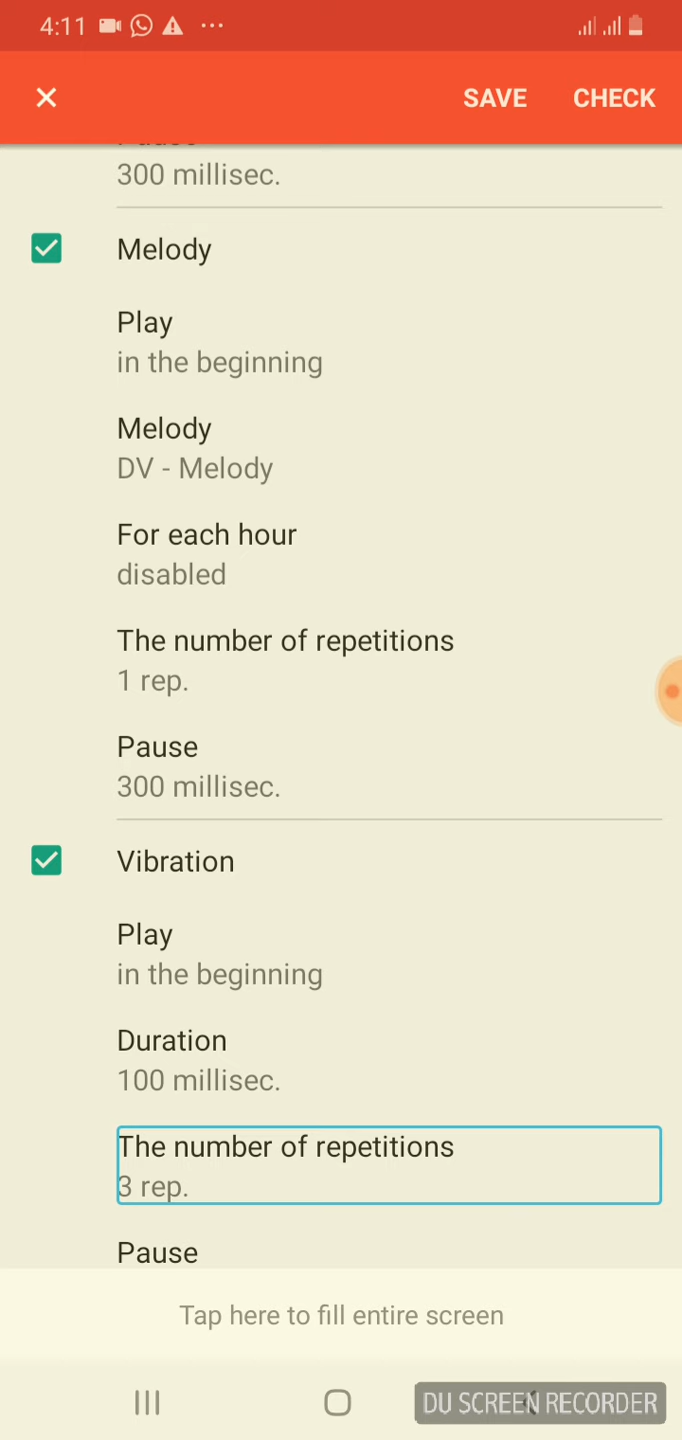 4:11
SAVE CHECK
300 millisec.
Melody
Play
in the beginning
Melody
DV - Melody
For each hour
disabled
The number of repetitions
1 rep.
Pause
300 millisec.
Vibration
Play
in the beginning
Duration
100 millisec.
The number of repetitions
3 rep.
Pause
Tap here to fill entire screen
DU SCREEN RECORDER